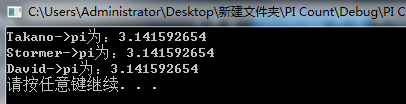 C:\Users\Administrator\Desktop\新建文件夹\PI Count\Debug\PI C
Takano->pi为：3.141592654
Stormer->pi为：3.141592654
David->pi为：3.141592654
请按任意键继续. . .